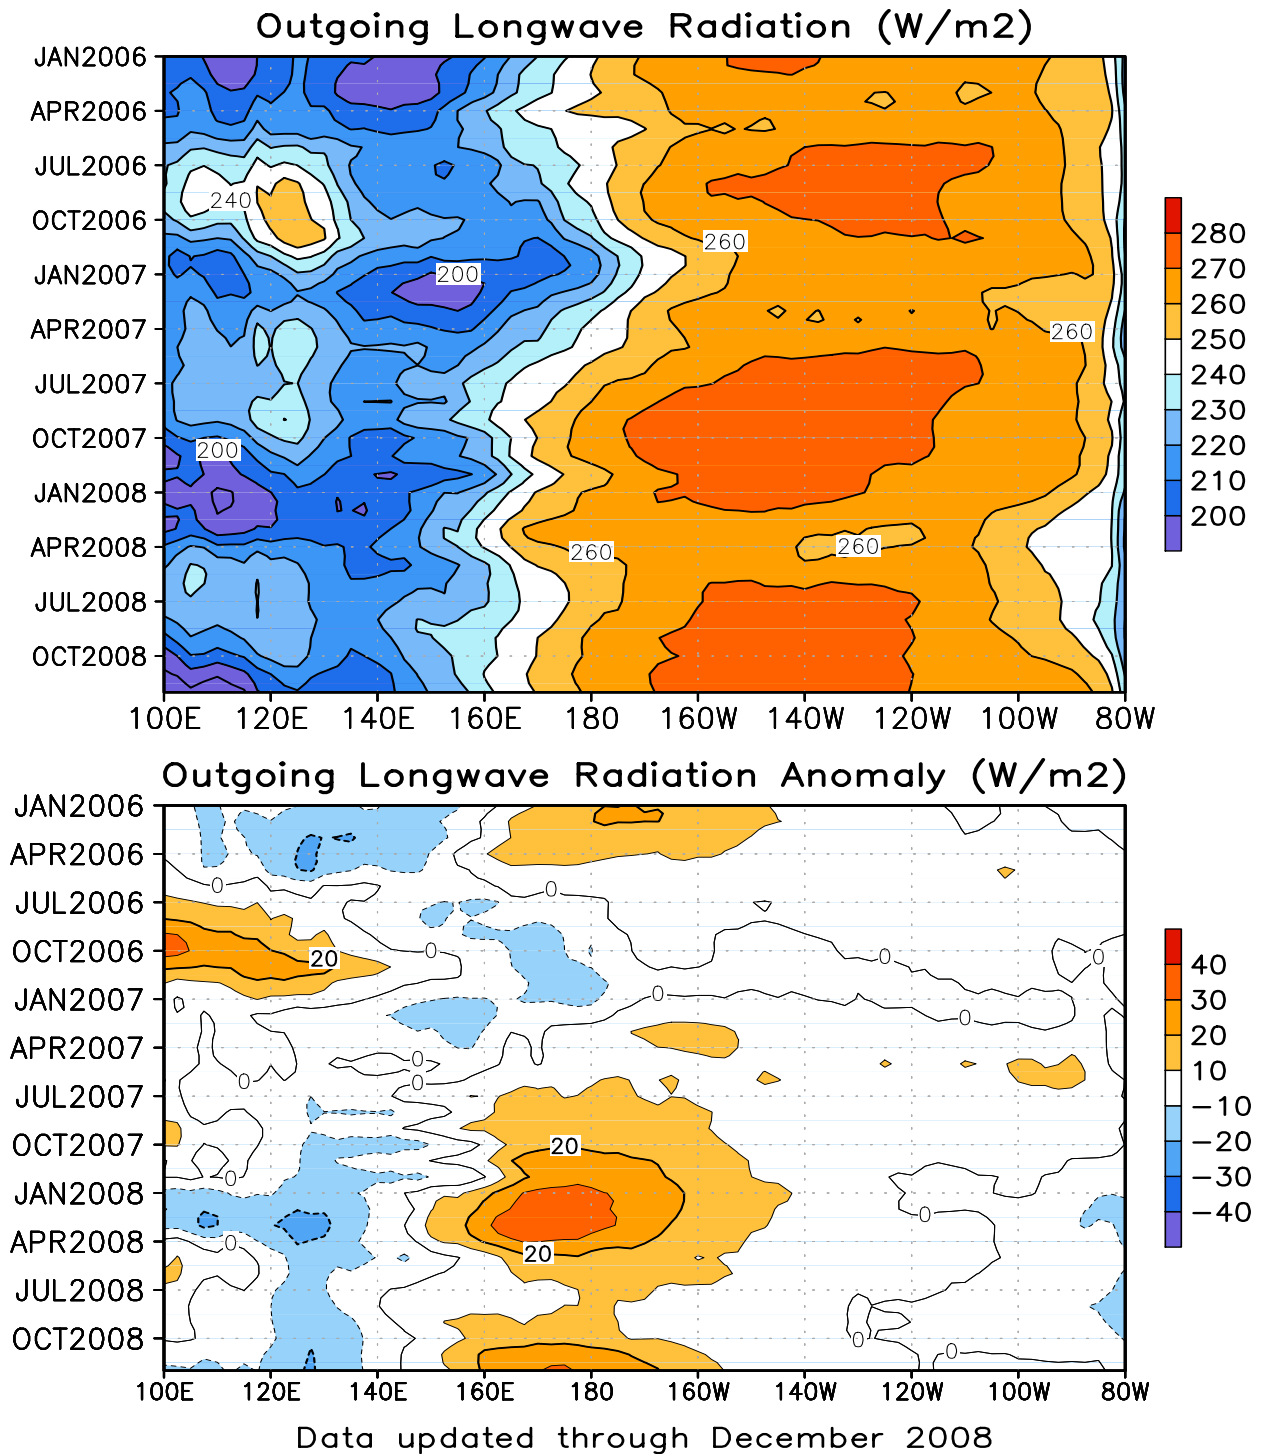 Outgoing Longwave Radiation (W/m2)
JAN2006
APR2006
JUL2006
OCT2006
JAN2007
APR2007
JUL2007
OCT2007
JAN2008
APR2008
JUL2008
OCT2008
240
260
200
260
200
260
260
100E 120E 140E 160E 180 160W 140W 120W 100W 80W
280
270
260
250
240
230
220
210
200
Outgoing Longwave Radiation Anomaly (W/m2)
JAN2006
APR2006
JUL2006
OCT2006
JAN2007
APR2007
JUL2007
OCT2007
JAN2008
APR2008
JUL2008
OCT2008
0
0
0
20
0
0
0
0
0
0
0
20
0
0
0
20
0
0
100E 120E 140E 160E 180 160W 140W 120W 100W 80W
40
30
20
10
−10
−20
−30
−40
Data updated through December 2008